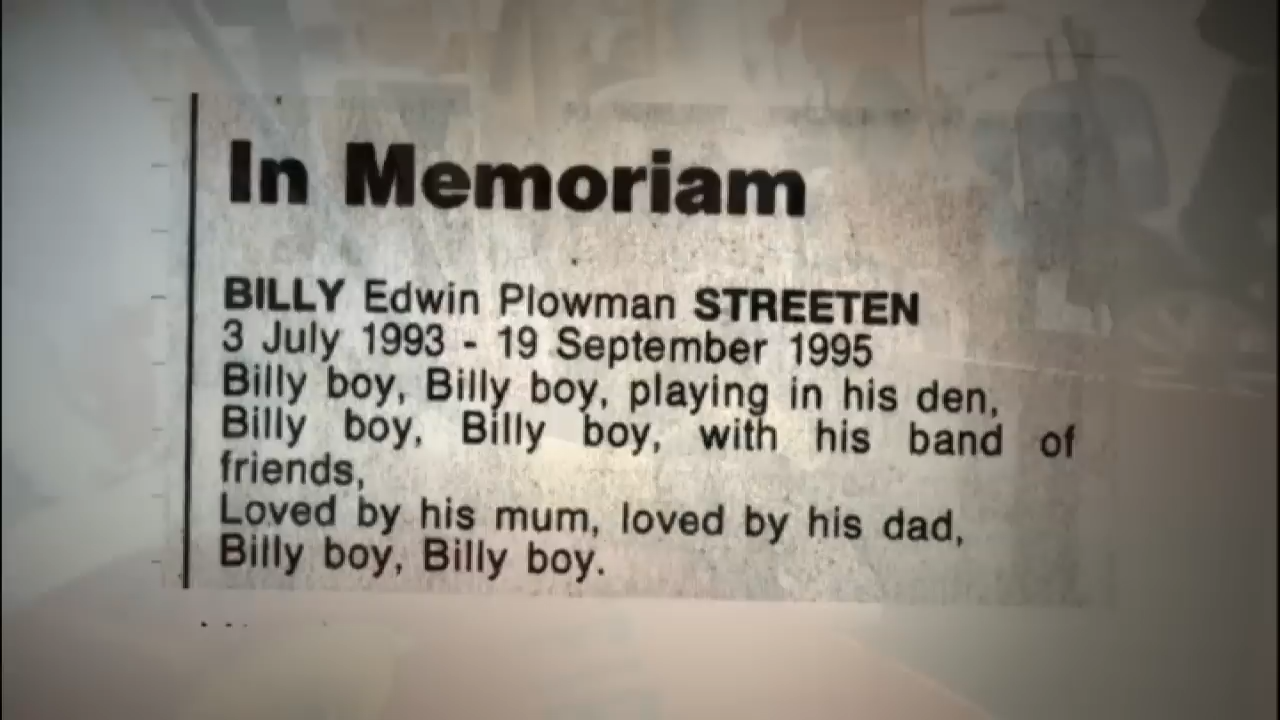 In Memoriam
BILLY Edwin Plowman STREETEN
3 July 1993 - 19 September 1995
Billy boy, Billy boy, playing in his den,
Billy boy, Billy boy, with his band of
friends,
Loved by his mum, loved by his dad,
Billy boy, Billy boy.